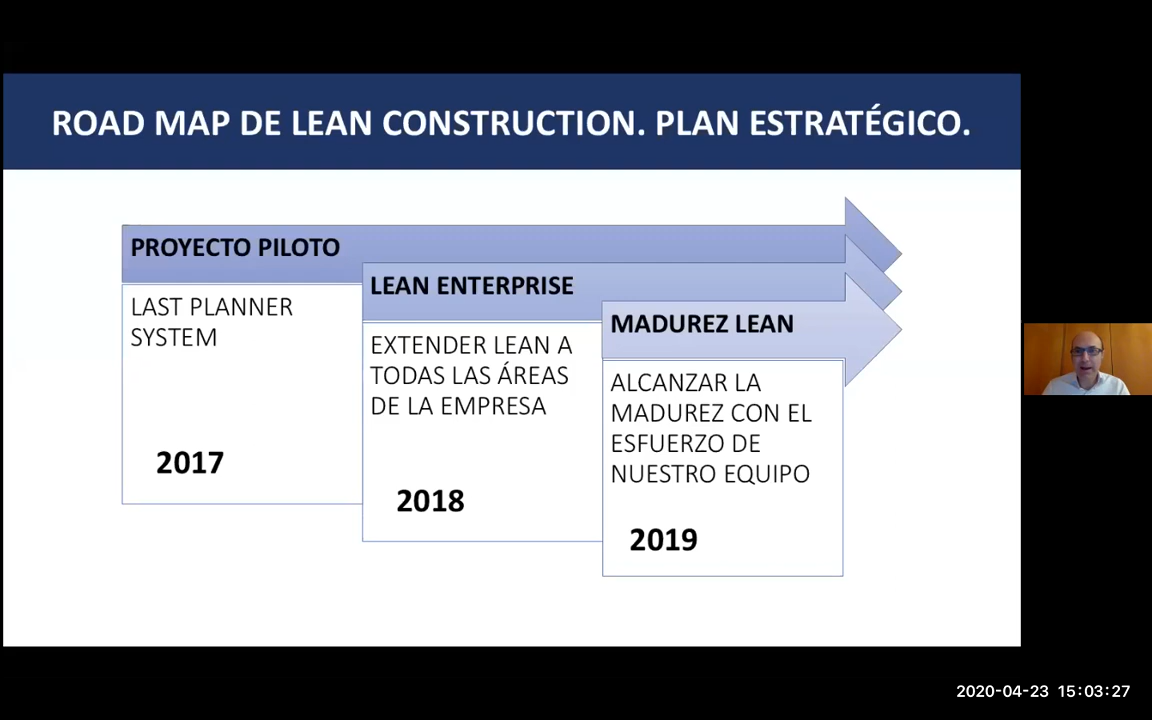 ROAD MAP DE LEAN CONSTRUCTION. PLAN ESTRATÉGICO.
PROYECTO PILOTO
LAST PLANNER
SYSTEM
2017
LEAN ENTERPRISE
EXTENDER LEAN A
TODAS LAS ÁREAS
DE LA EMPRESA
2018
MADUREZ LEAN
ALCANZAR LA
MADUREZ CON EL
ESFUERZO DE
NUESTRO EQUIPO
2019
2020-04-23 15:03:27